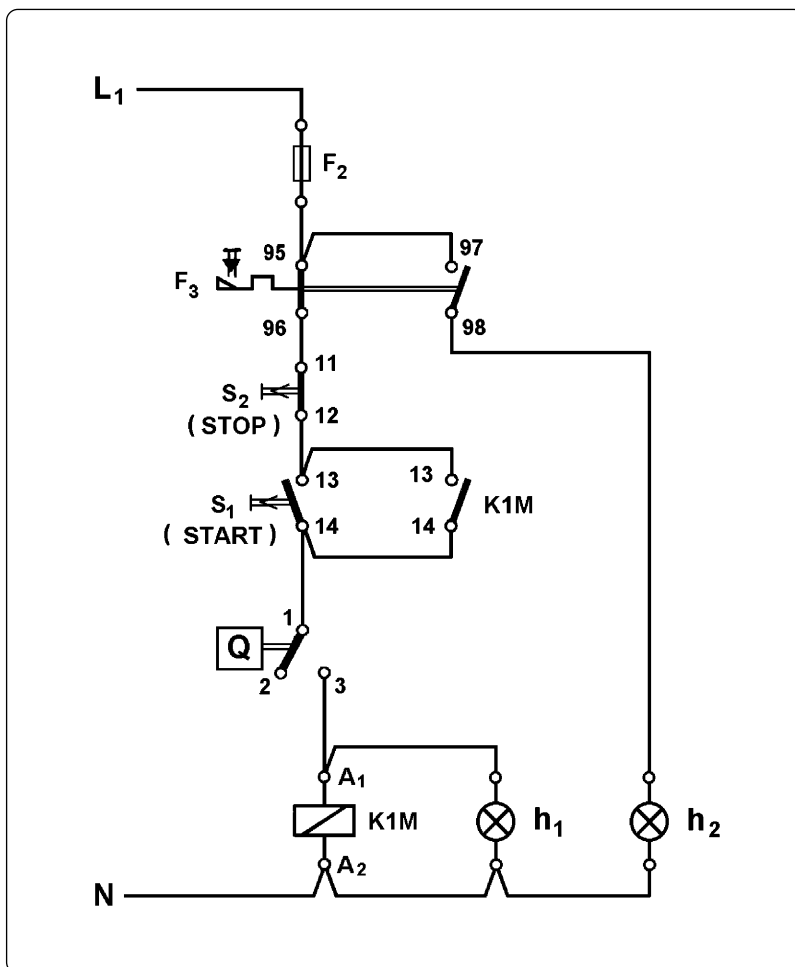 L₁
F₂
95
97
F₃
96
98
11
S₂
12
( STOP )
13
13
S₁
K1M
14
14
( START )
1
Q
2
3
A₁
K1M
h₁
h₂
A₂
N